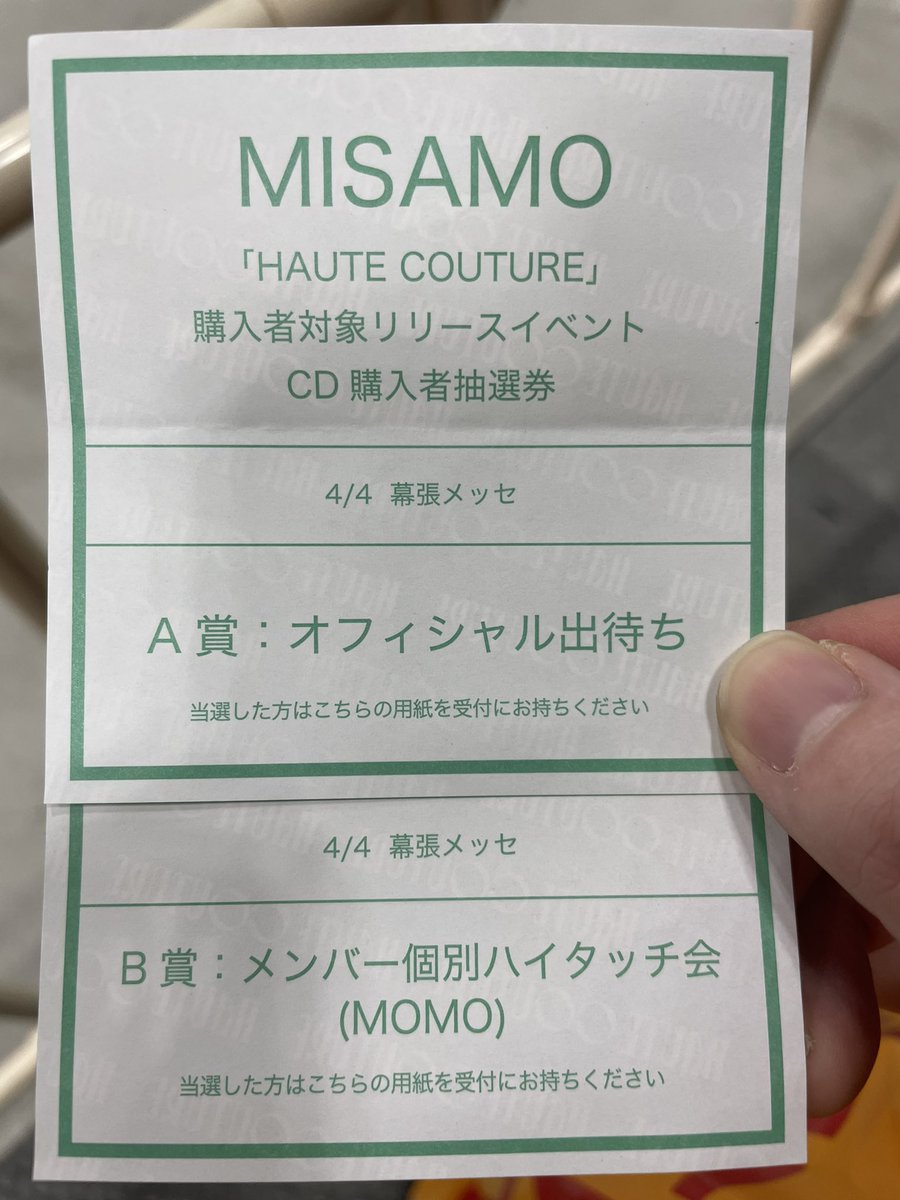 MISAMO
「HAUTE COUTURE」
購入者対象リリースイベント
CD 購入者抽選券
4/4 幕張メッセ
A 賞：オフィシャル出待ち
当選した方はこちらの用紙を受付にお持ちください
4/4 幕張メッセ
B 賞：メンバー個別ハイタッチ会
(MOMO)
当選した方はこちらの用紙を受付にお持ちください